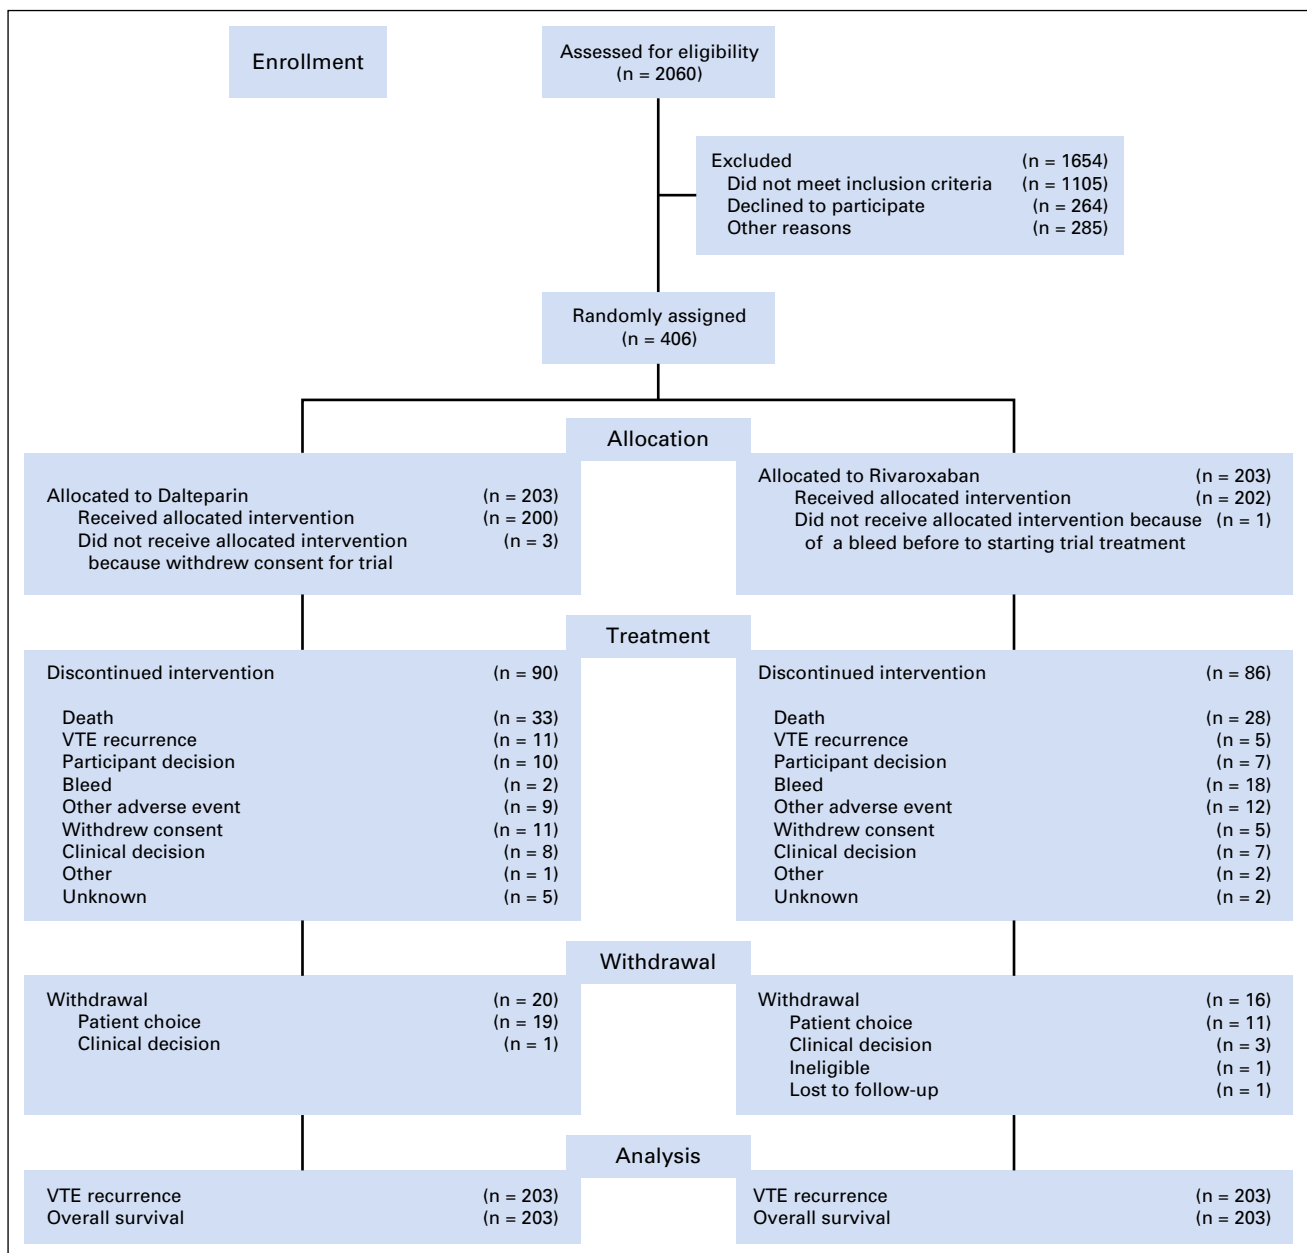 Enrollment
Assessed for eligibility
(n = 2060)
Excluded (n = 1654)
Did not meet inclusion criteria (n = 1105)
Declined to participate (n = 264)
Other reasons (n = 285)
Randomly assigned
(n = 406)
Allocation
Allocated to Dalteparin (n = 203)
Received allocated intervention (n = 200)
Did not receive allocated intervention (n = 3)
because withdrew consent for trial
Allocated to Rivaroxaban (n = 203)
Received allocated intervention (n = 202)
Did not receive allocated intervention because (n = 1)
of a bleed before to starting trial treatment
Treatment
Discontinued intervention (n = 90)
Death (n = 33)
VTE recurrence (n = 11)
Participant decision (n = 10)
Bleed (n = 2)
Other adverse event (n = 9)
Withdrew consent (n = 11)
Clinical decision (n = 8)
Other (n = 1)
Unknown (n = 5)
Discontinued intervention (n = 86)
Death (n = 28)
VTE recurrence (n = 5)
Participant decision (n = 7)
Bleed (n = 18)
Other adverse event (n = 12)
Withdrew consent (n = 5)
Clinical decision (n = 7)
Other (n = 2)
Unknown (n = 2)
Withdrawal
Withdrawal (n = 20)
Patient choice (n = 19)
Clinical decision (n = 1)
Withdrawal (n = 16)
Patient choice (n = 11)
Clinical decision (n = 3)
Ineligible (n = 1)
Lost to follow-up (n = 1)
Analysis
VTE recurrence (n = 203)
Overall survival (n = 203)
VTE recurrence (n = 203)
Overall survival (n = 203)